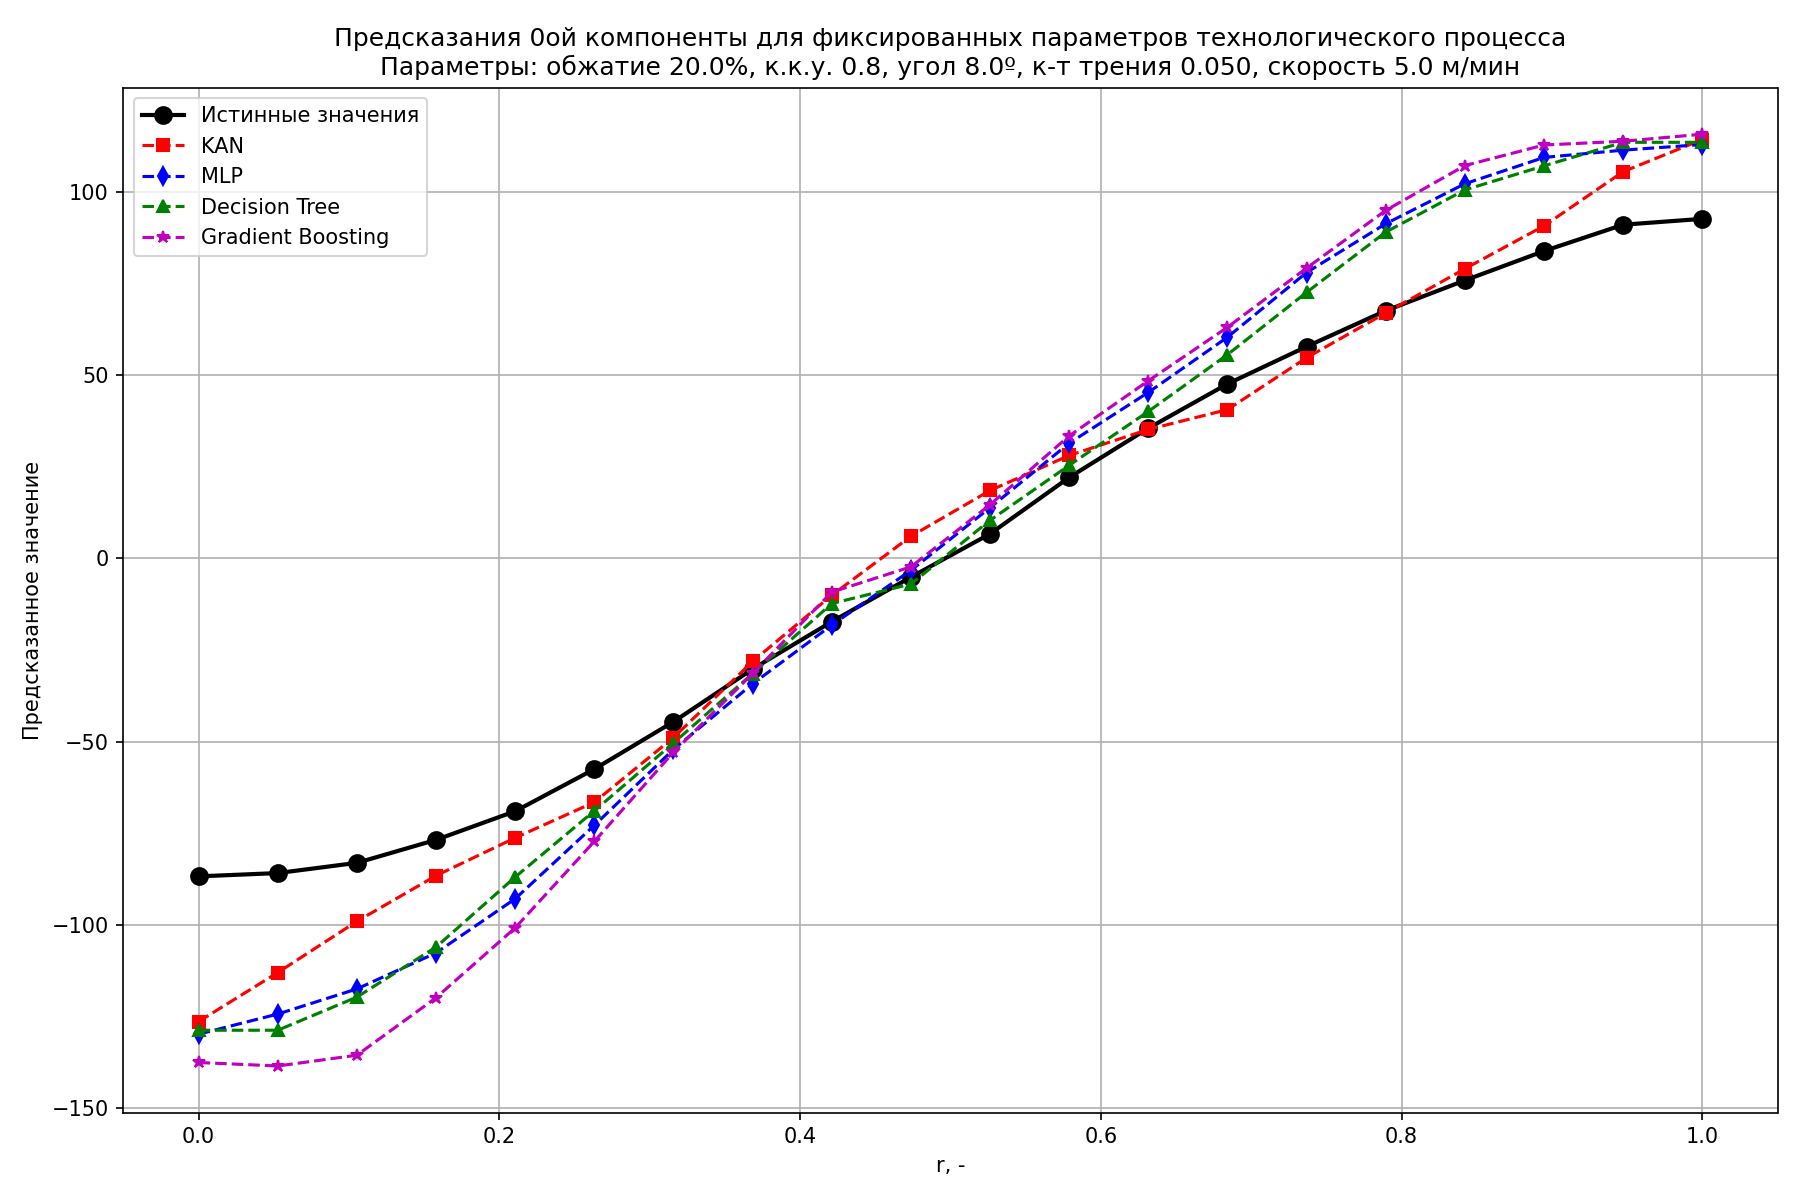 Предсказания 0ой компоненты для фиксированных параметров технологического процесса
Параметры: обжатие 20.0%, к.к.у. 0.8, угол 8.0º, к-т трения 0.050, скорость 5.0 м/мин
Истинные значения
KAN
MLP
Decision Tree
Gradient Boosting
Предсказанное значение
100
50
0
−50
−100
−150
0.0 0.2 0.4 0.6 0.8 1.0
r, -